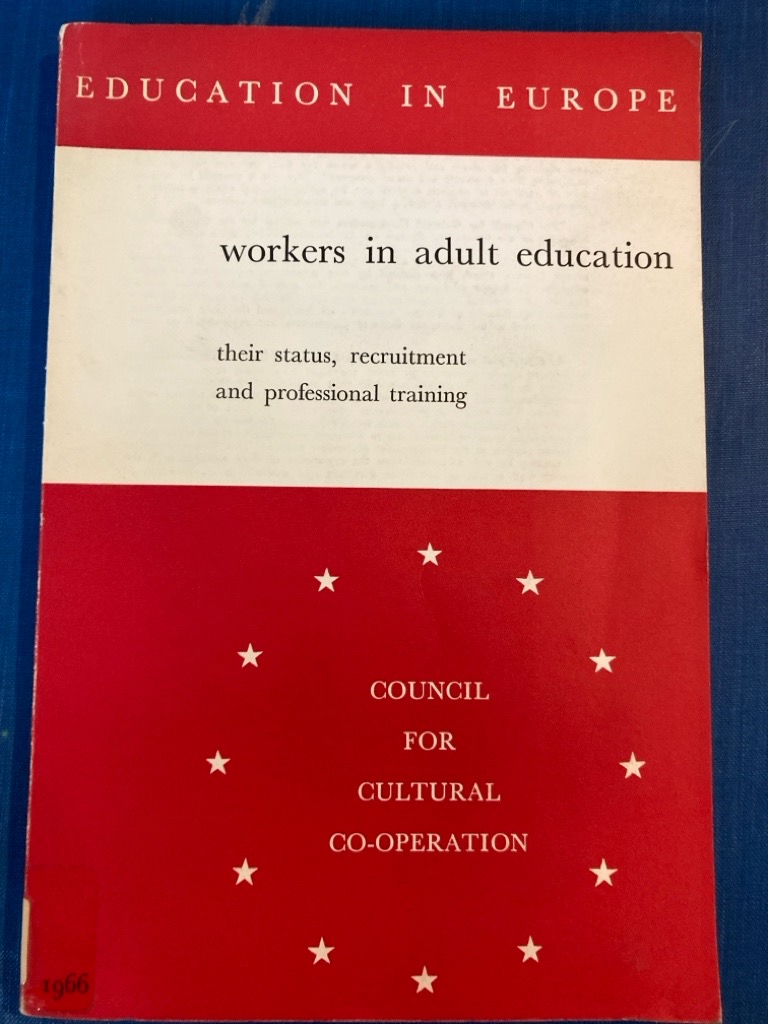 EDUCATION IN EUROPE
workers in adult education
their status, recruitment
and professional training
COUNCIL
FOR
CULTURAL
CO-OPERATION
1966